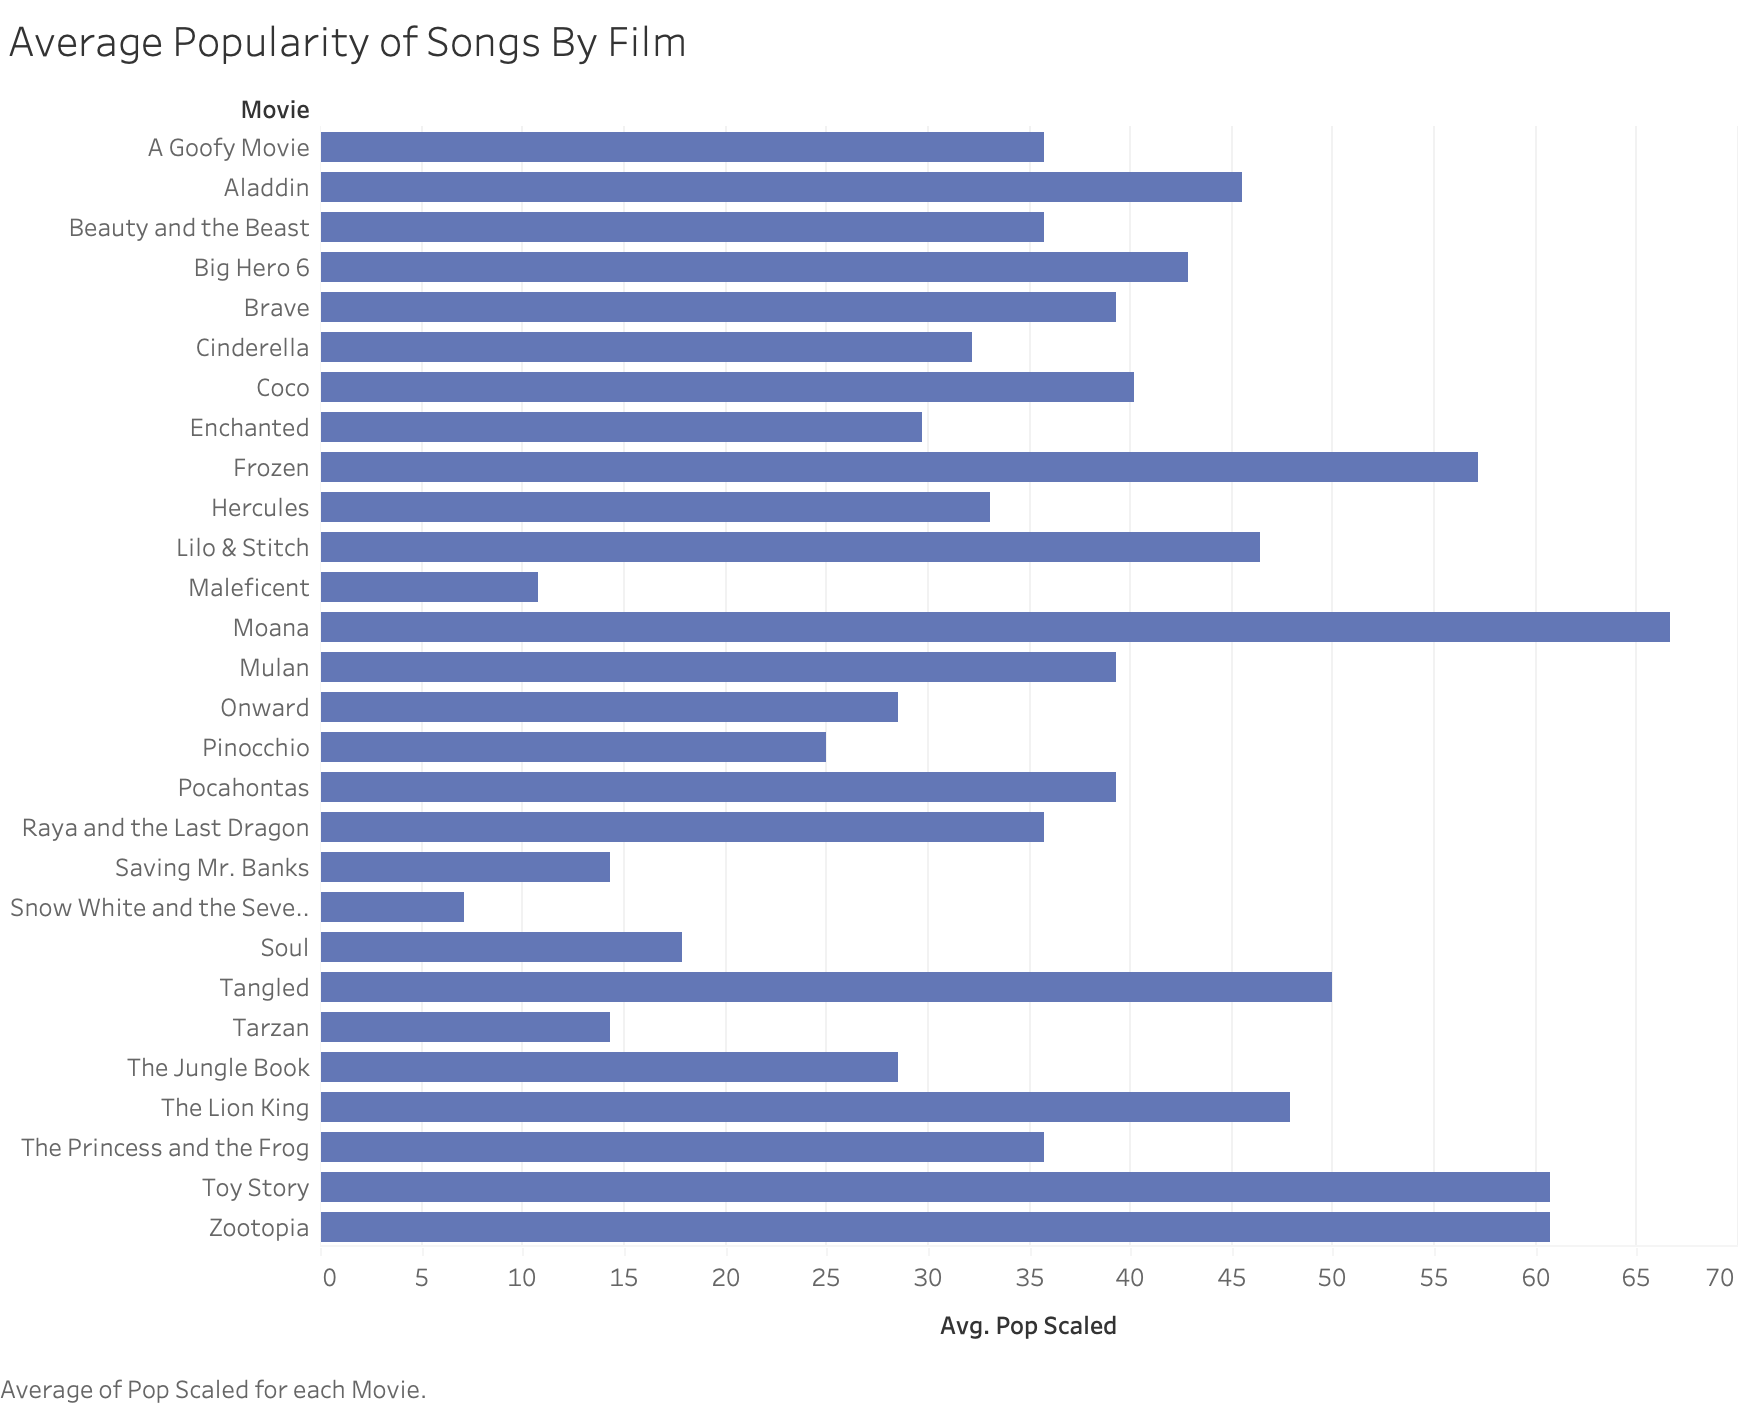 Average Popularity of Songs By Film
Movie
A Goofy Movie
Aladdin
Beauty and the Beast
Big Hero 6
Brave
Cinderella
Coco
Enchanted
Frozen
Hercules
Lilo & Stitch
Maleficent
Moana
Mulan
Onward
Pinocchio
Pocahontas
Raya and the Last Dragon
Saving Mr. Banks
Snow White and the Seve..
Soul
Tangled
Tarzan
The Jungle Book
The Lion King
The Princess and the Frog
Toy Story
Zootopia
0 5 10 15 20 25 30 35 40 45 50 55 60 65 70
Avg. Pop Scaled
Average of Pop Scaled for each Movie.